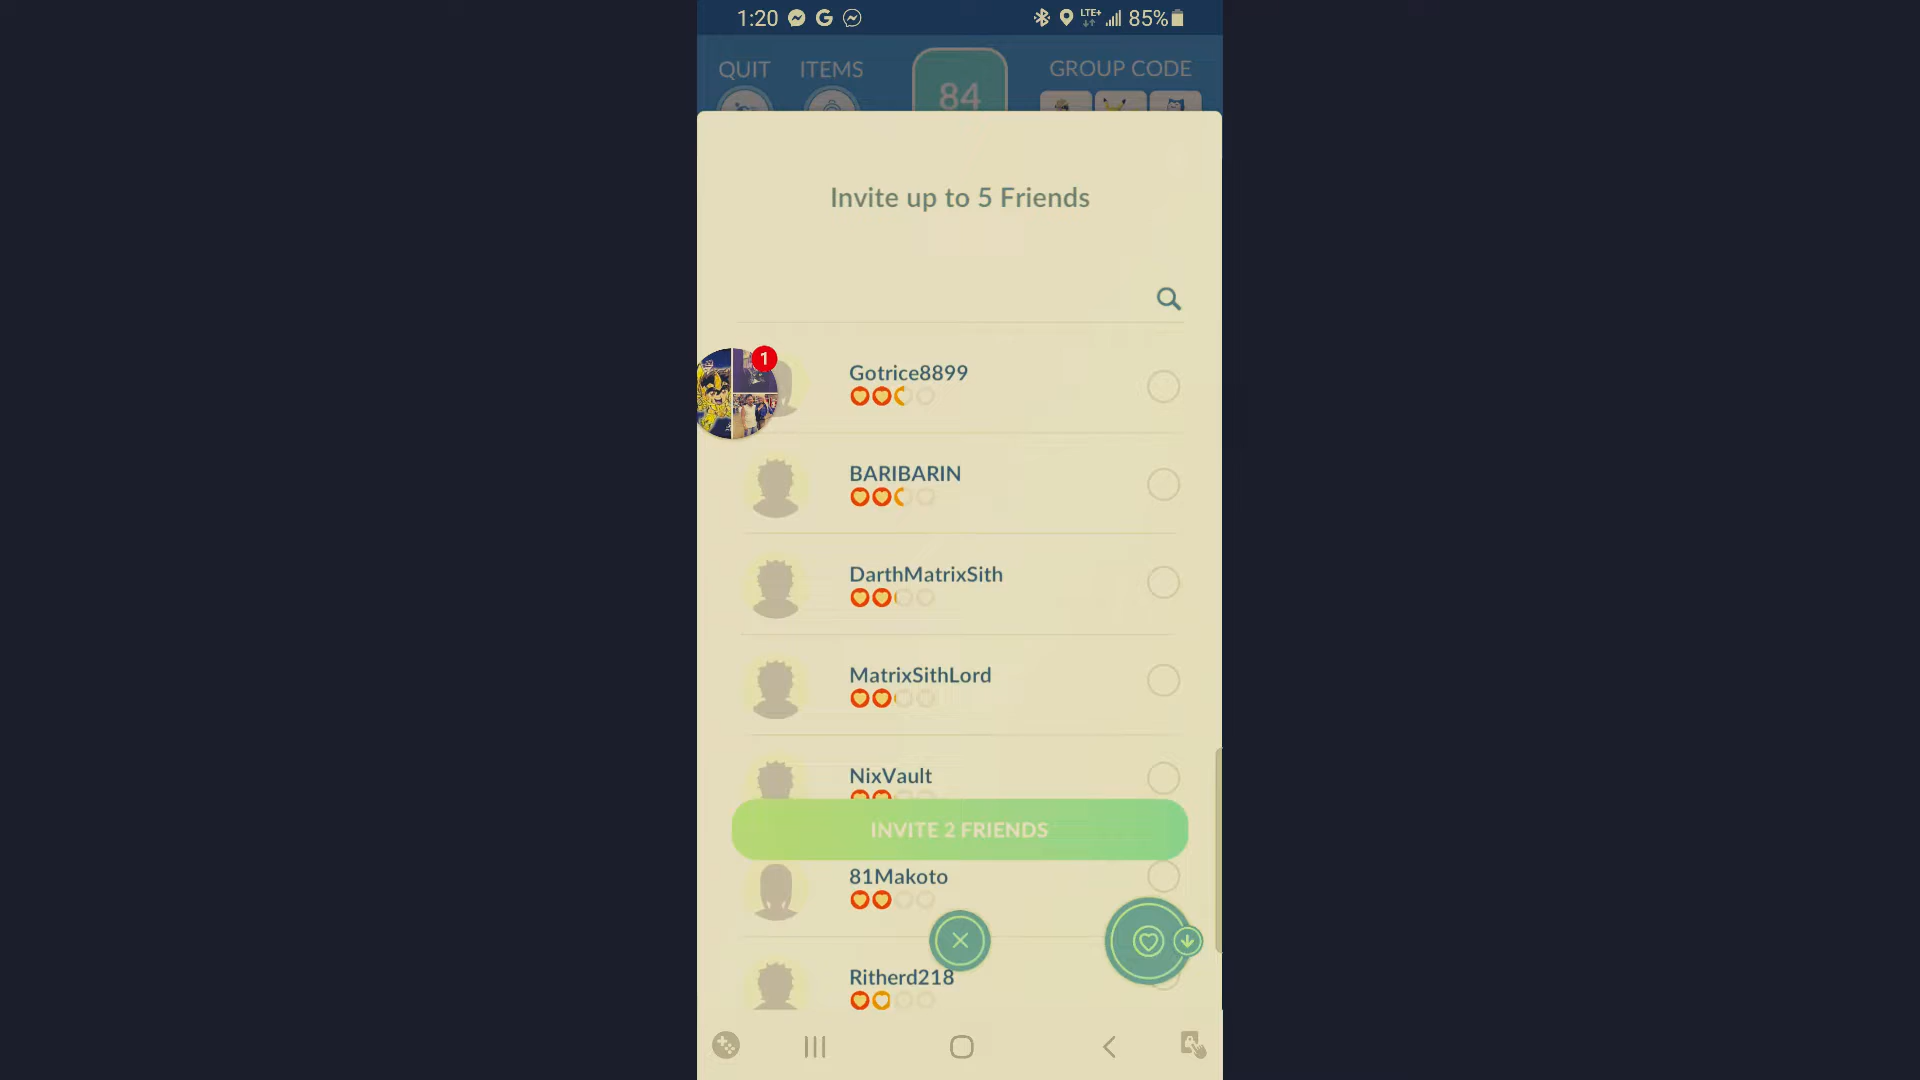 1:20 LTE+ 85%
QUIT ITEMS 84 GROUP CODE
Invite up to 5 Friends
1
Gotrice8899
BARIBARIN
DarthMatrixSith
MatrixSithLord
NixVault
INVITE 2 FRIENDS
81Makoto
Ritherd218